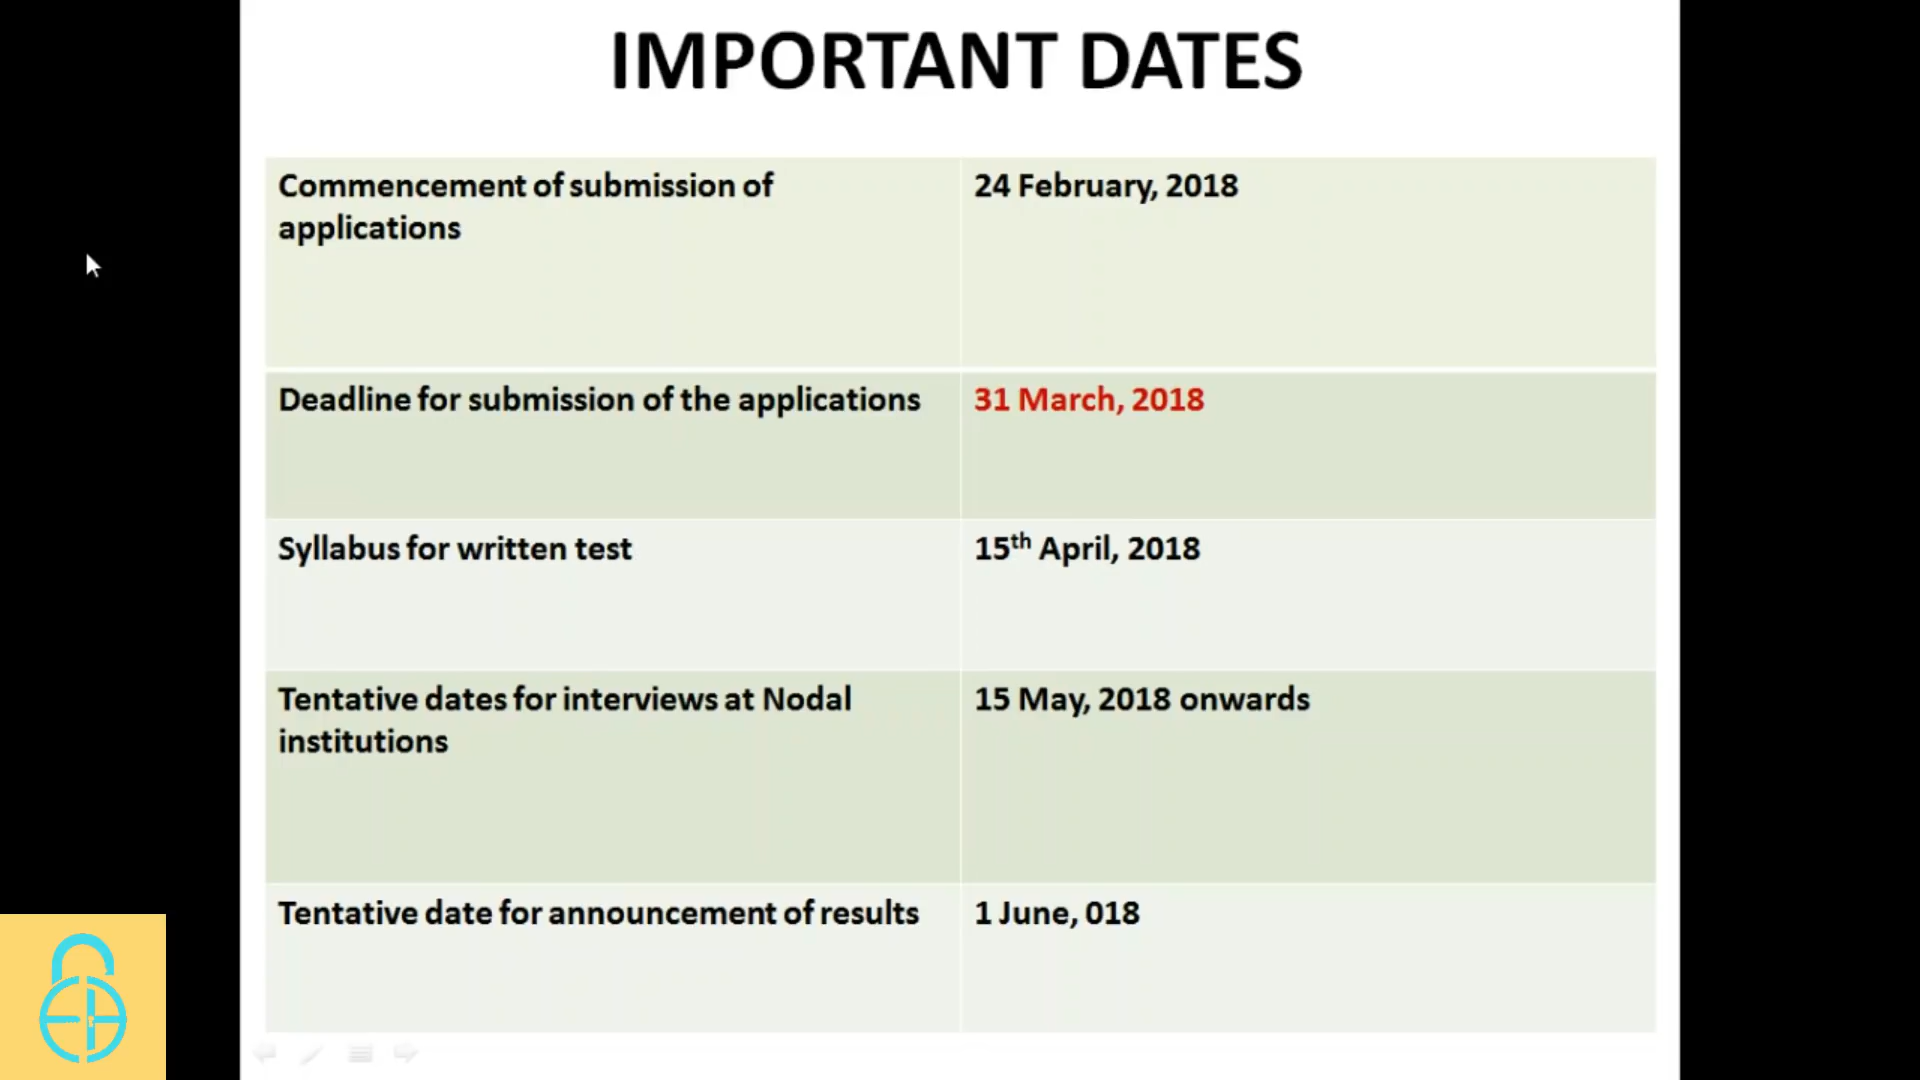 IMPORTANT DATES
Commencement of submission of
applications
24 February, 2018
Deadline for submission of the applications
31 March, 2018
Syllabus for written test
15th April, 2018
Tentative dates for interviews at Nodal
institutions
15 May, 2018 onwards
Tentative date for announcement of results
1 June, 018